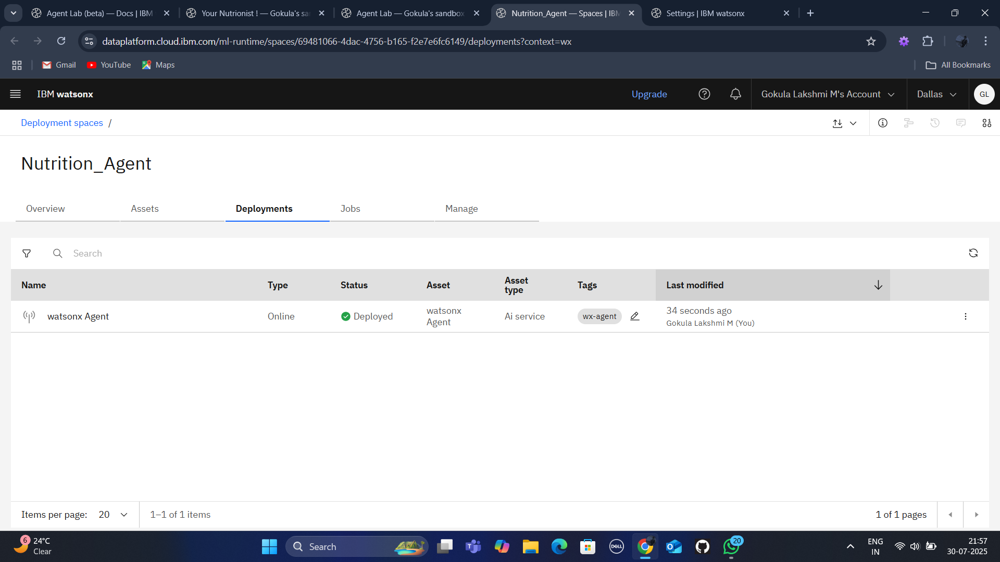 Agent Lab (beta) — Docs | IBM
Your Nutrionist ! — Gokula's sa
Agent Lab — Gokula's sandbox
Nutrition_Agent — Spaces | IBM
Settings | IBM watsonx
dataplatform.cloud.ibm.com/ml-runtime/spaces/69481066-4dac-4756-b165-f2e7e6fc6149/deployments?context=wx
Gmail
YouTube
Maps
All Bookmarks
IBM watsonx
Upgrade
Gokula Lakshmi M's Account
Dallas
GL
Deployment spaces /
Nutrition_Agent
Overview
Assets
Deployments
Jobs
Manage
Search
Name
Type
Status
Asset
Asset
type
Tags
Last modified
watsonx Agent
Online
Deployed
watsonx
Agent
Ai service
wx-agent
34 seconds ago
Gokula Lakshmi M (You)
Items per page: 20
1–1 of 1 items
1 of 1 pages
6
24°C
Clear
Search
DELL
20
ENG
IN
21:57
30-07-2025